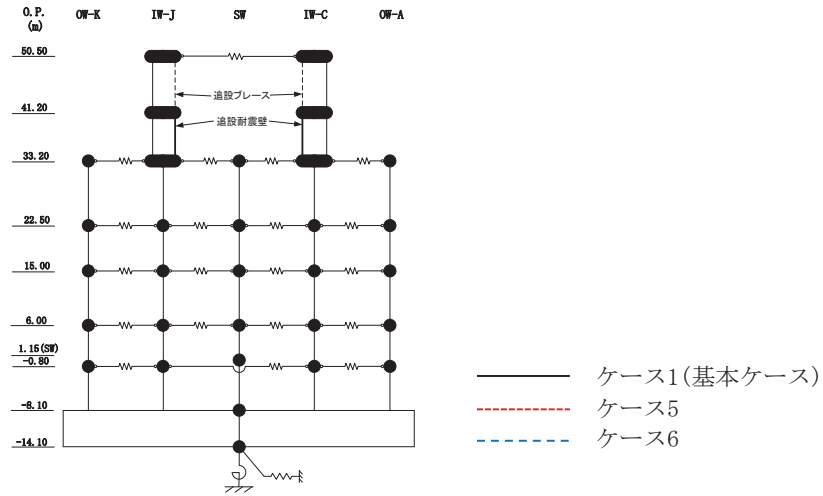 O.P.
(m)
OW-K IW-J SW IW-C OW-A
50.50
追設ブレース
41.20
追設耐震壁
33.20
22.50
15.00
6.00
1.15(SW)
-0.80
-8.10
-14.10
ケース1(基本ケース)
ケース5
ケース6